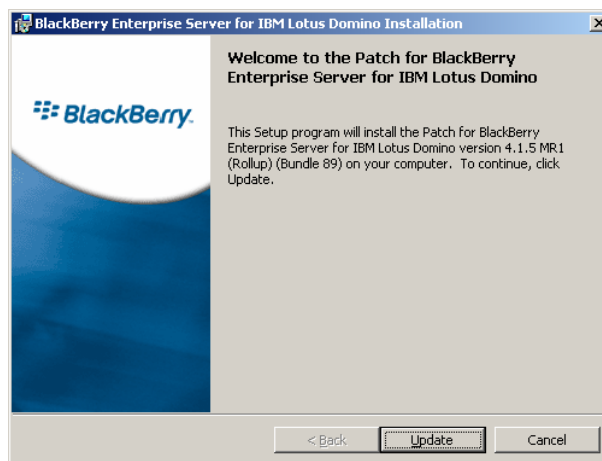 BlackBerry Enterprise Server for IBM Lotus Domino Installation
Welcome to the Patch for BlackBerry
Enterprise Server for IBM Lotus Domino
BlackBerry.
This Setup program will install the Patch for BlackBerry
Enterprise Server for IBM Lotus Domino version 4.1.5 MR1
(Rollup) (Bundle 89) on your computer. To continue, click
Update.
< Back
Update
Cancel